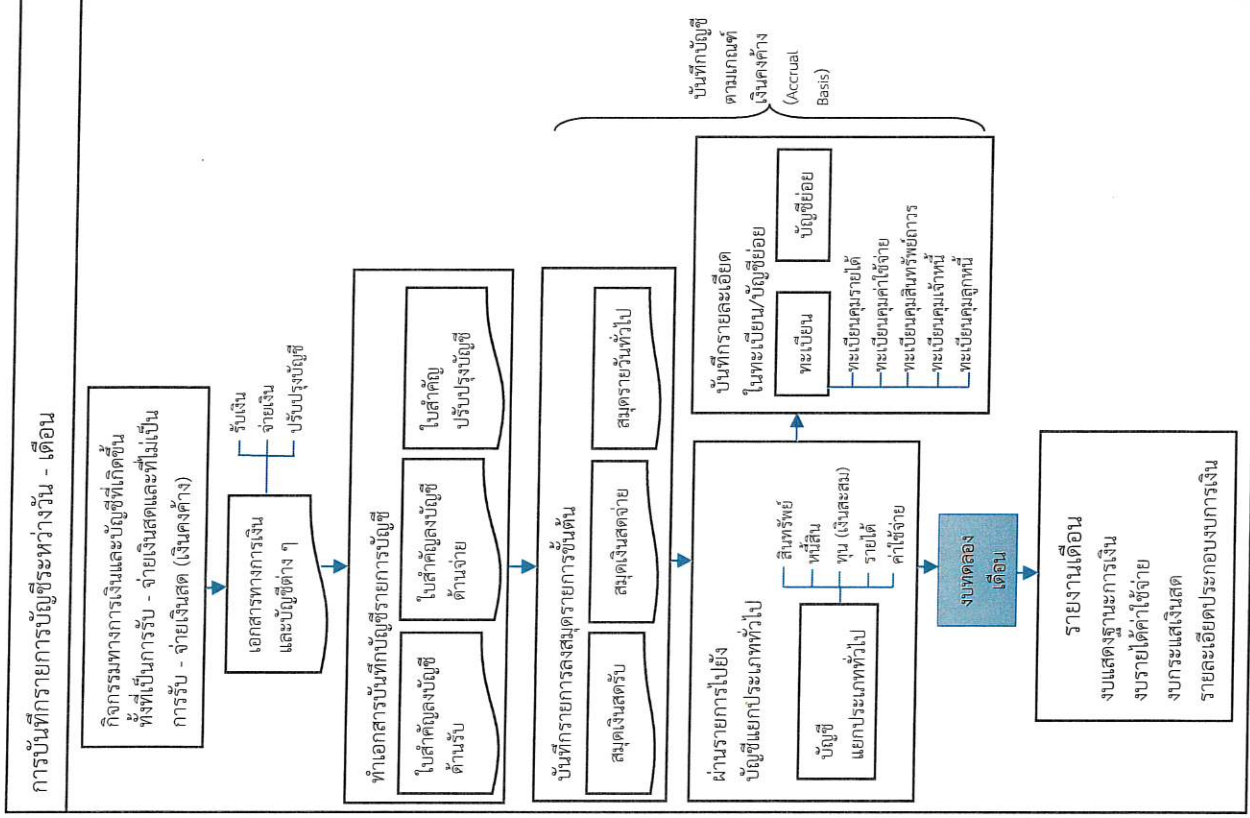 การบันทึกรายการบัญชีระหว่างวัน - เดือน
กิจกรรมทางการเงินและบัญชีที่เกิดขึ้น
ทั้งที่เป็นการรับ - จ่ายเงินสดและที่ไม่เป็น
การรับ - จ่ายเงินสด (เงินคงค้าง)
เอกสารทางการเงิน
และบัญชีต่าง ๆ
รับเงิน
จ่ายเงิน
ปรับปรุงบัญชี
ทำเอกสารบันทึกบัญชีรายการบัญชี
ใบสำคัญลงบัญชี
ด้านรับ
ใบสำคัญลงบัญชี
ด้านจ่าย
ใบสำคัญ
ปรับปรุงบัญชี
บันทึกรายการลงสมุดรายการขั้นต้น
สมุดเงินสดรับ
สมุดเงินสดจ่าย
สมุดรายวันทั่วไป
ผ่านรายการไปยัง
บัญชีแยกประเภททั่วไป
บัญชี
แยกประเภททั่วไป
สินทรัพย์
หนี้สิน
ทุน (เงินสะสม)
รายได้
ค่าใช้จ่าย
บันทึกรายละเอียด
ในทะเบียน/บัญชีย่อย
ทะเบียน
บัญชีย่อย
ทะเบียนคุมรายได้
ทะเบียนคุมค่าใช้จ่าย
ทะเบียนคุมสินทรัพย์ถาวร
ทะเบียนคุมเจ้าหนี้
ทะเบียนคุมลูกหนี้
บันทึกบัญชี
ตามเกณฑ์
เงินคงค้าง
(Accrual
Basis)
งบทดลอง
เดือน
รายงานเดือน
งบแสดงฐานะการเงิน
งบรายได้ค่าใช้จ่าย
งบกระแสเงินสด
รายละเอียดประกอบงบการเงิน